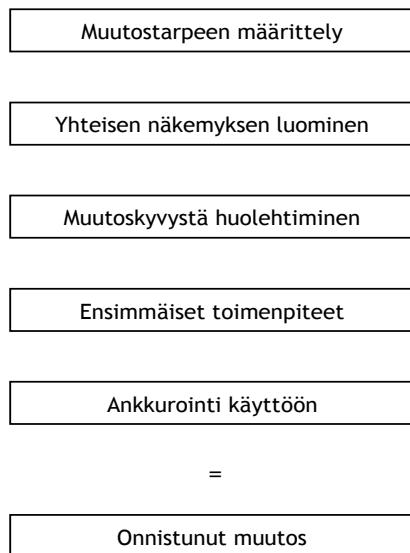 Muutostarpeen määrittely
Yhteisen näkemyksen luominen
Muutoskyvystä huolehtiminen
Ensimmäiset toimenpiteet
Ankkurointi käyttöön
=
Onnistunut muutos